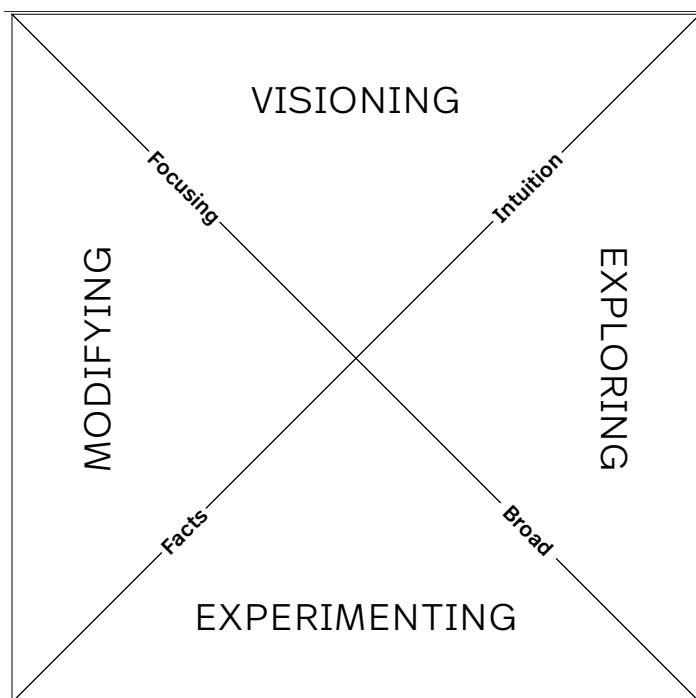 VISIONING
Focusing
Intuition
MODIFYING
EXPLORING
Facts
Broad
EXPERIMENTING